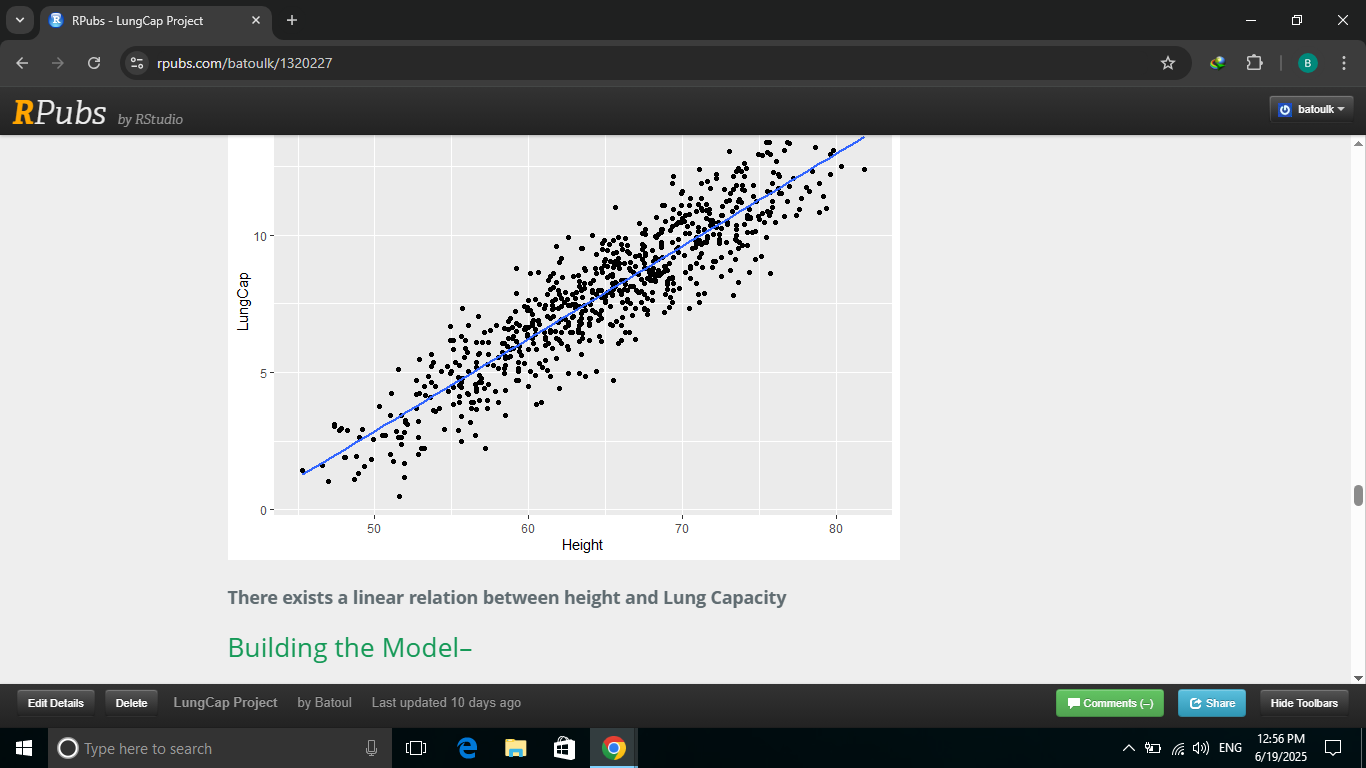 RPubs - LungCap Project
rpubs.com/batoulk/1320227
B
RPubs by RStudio
batoulk
10
5
0
LungCap
50 60 70 80
Height
There exists a linear relation between height and Lung Capacity
Building the Model–
Edit Details Delete LungCap Project by Batoul Last updated 10 days ago Comments (–) Share Hide Toolbars
Type here to search
ENG
12:56 PM
6/19/2025